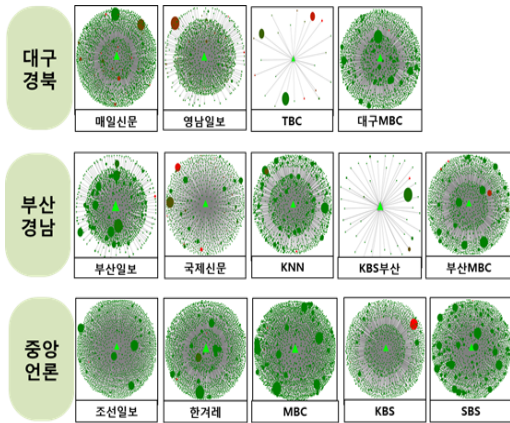 대구
경북
매일신문
영남일보
TBC
대구MBC
부산
경남
부산일보
국제신문
KNN
KBS부산
부산MBC
중앙
언론
조선일보
한겨레
MBC
KBS
SBS